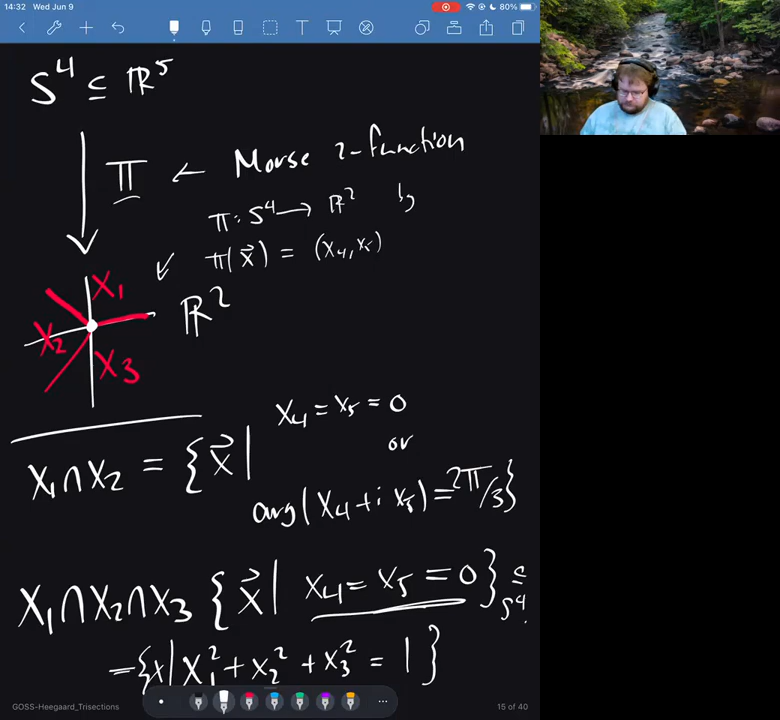 14:32 Wed Jun 9
80%
S⁴ ⊆ ℝ⁵
π ← Morse 2-function
π: S⁴ → ℝ² by
π(x⃗) = (x₄, x₅)
X₁
ℝ²
X₂
X₃
x₄ = x₅ = 0
or
X₁ ∩ X₂ = { x⃗ |
arg(x₄ + i x₅) = 2π/3 }
X₁ ∩ X₂ ∩ X₃ { x⃗ | x₄ = x₅ = 0 } ⊆ S⁴.
= { x | x₁² + x₂² + x₃² = 1 }
GOSS-Heegaard_Trisections
15 of 40